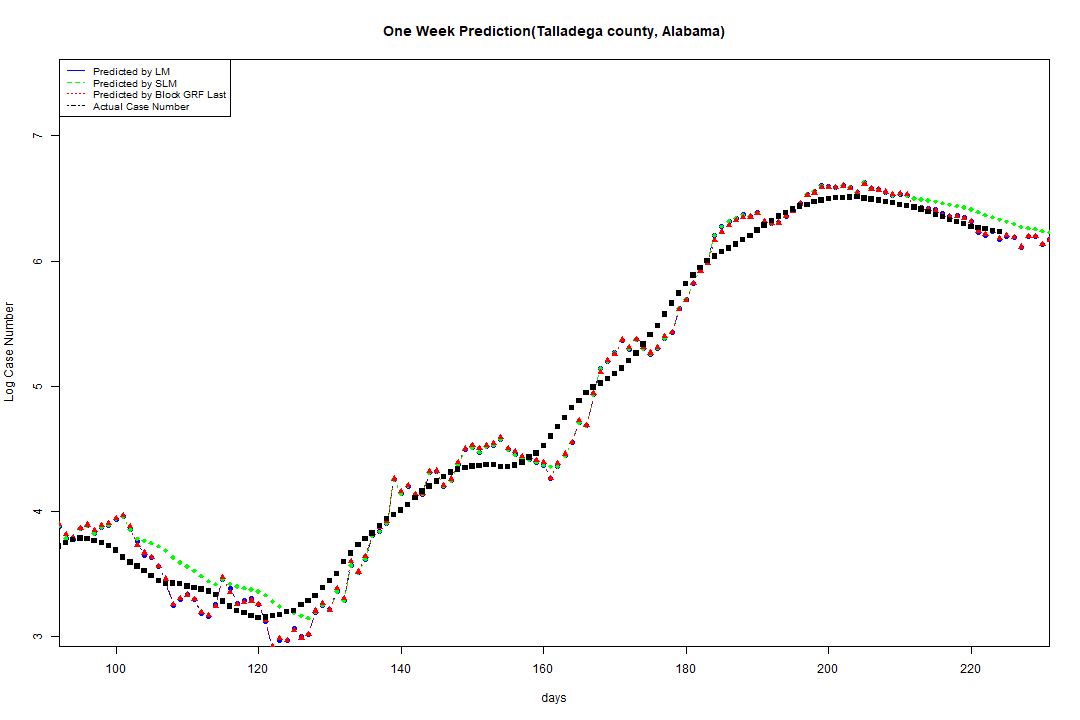 One Week Prediction(Talladega county, Alabama)
Predicted by LM
Predicted by SLM
Predicted by Block GRF Last
Actual Case Number
7
6
5
4
3
Log Case Number
100 120 140 160 180 200 220
days